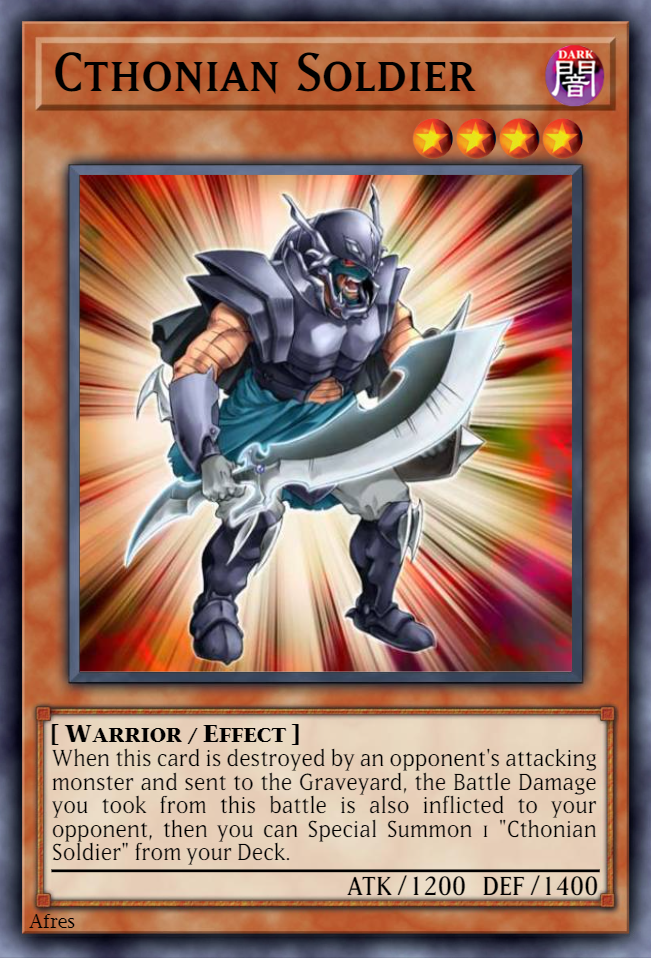 Cthonian Soldier
DARK
闇
[ Warrior / Effect ]
When this card is destroyed by an opponent's attacking
monster and sent to the Graveyard, the Battle Damage
you took from this battle is also inflicted to your
opponent, then you can Special Summon 1 "Cthonian
Soldier" from your Deck.
ATK / 1200 DEF / 1400
Afres